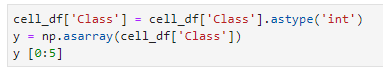 cell_df['Class'] = cell_df['Class'].astype('int')
y = np.asarray(cell_df['Class'])
y [0:5]